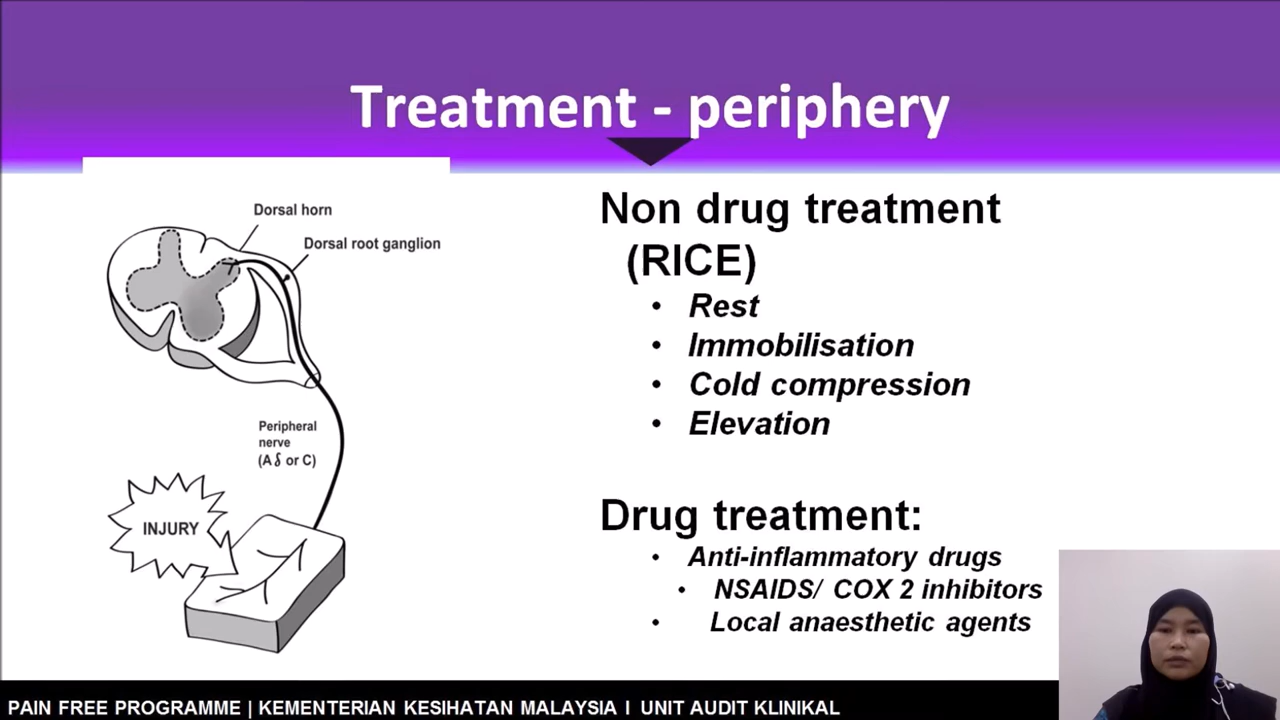 Treatment - periphery
Dorsal horn
Dorsal root ganglion
Peripheral
nerve
(A δ or C)
INJURY
Non drug treatment
(RICE)
• Rest
• Immobilisation
• Cold compression
• Elevation
Drug treatment:
• Anti-inflammatory drugs
• NSAIDS/ COX 2 inhibitors
• Local anaesthetic agents
PAIN FREE PROGRAMME | KEMENTERIAN KESIHATAN MALAYSIA I UNIT AUDIT KLINIKAL